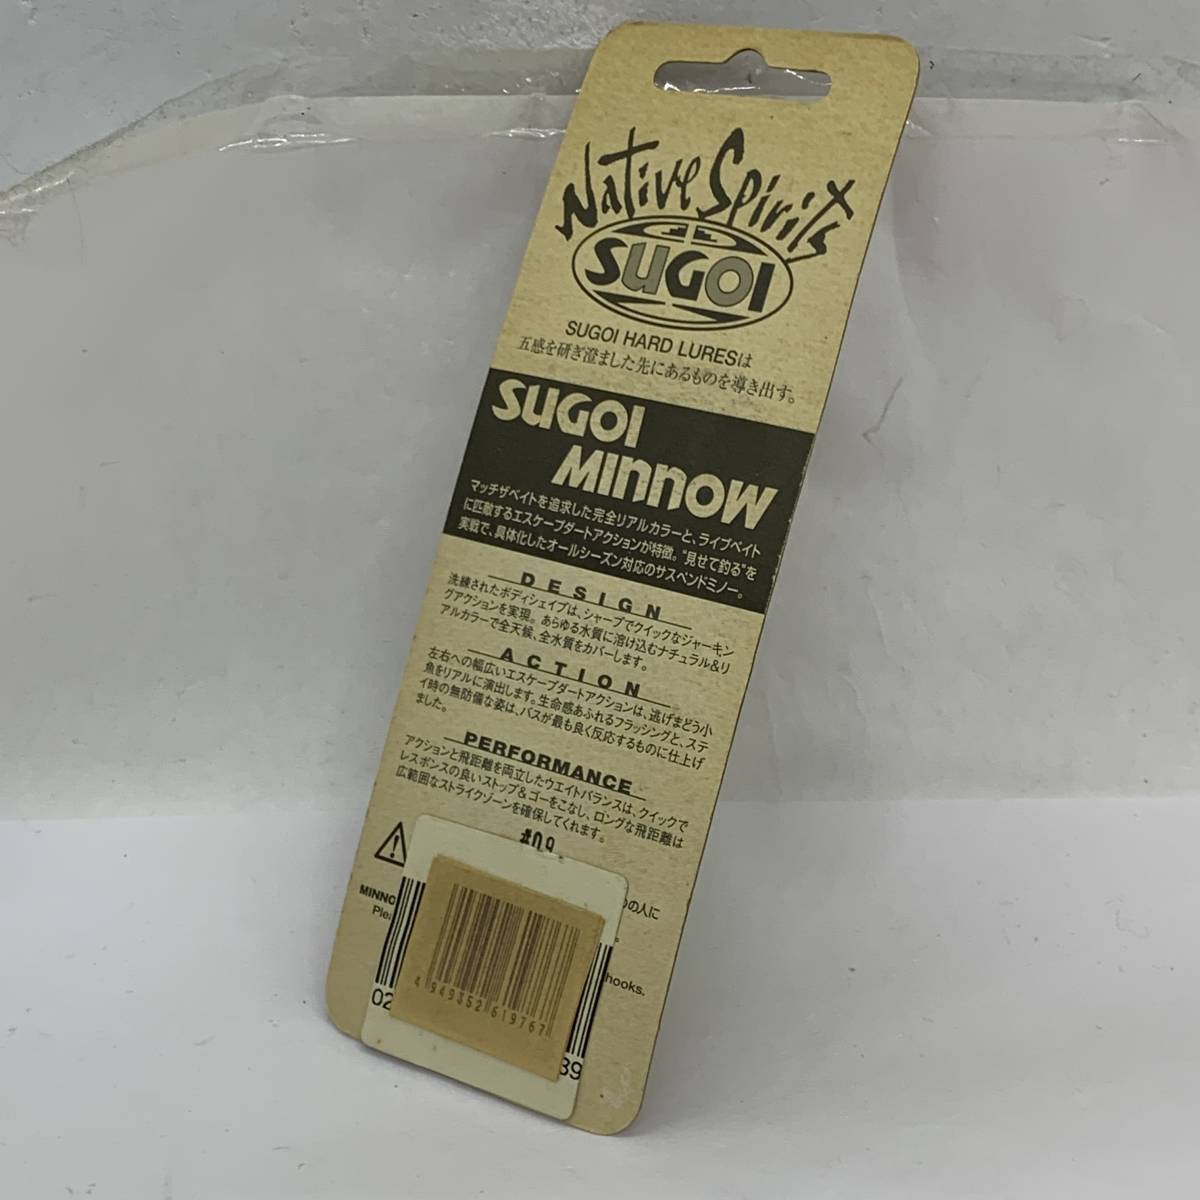 Native Spirits
SUGOI
SUGOI HARD LURESは
五感を研ぎ澄ました先にあるものを導き出す。
SUGOI
MINNOW
マッチザベイトを追求した完全リアルカラーと、ライブベイト
に匹敵するエスケープダートアクションが特徴。"見せて釣る"を
実戦で、具体化したオールシーズン対応のサスペンドミノー。
DESIGN
洗練されたボディシェイプは、シャープでクイックなジャーキン
グアクションを実現。あらゆる水質に溶け込むナチュラル&リ
アルカラーで全天候、全水質をカバーします。
ACTION
左右への幅広いエスケープダートアクションは、逃げまどう小
魚をリアルに演出します。生命感あふれるフラッシングと、ステ
イ時の無防備な姿は、バスが最も良く反応するものに仕上げ
ました。
PERFORMANCE
アクションと飛距離を両立したウエイトバランスは、クイックで
レスポンスの良いストップ&ゴーをこなし、ロングな飛距離は
広範囲なストライクゾーンを確保してくれます。
#09
の人に
MINNO
Plea
hooks.
02
4 949352 619767
39